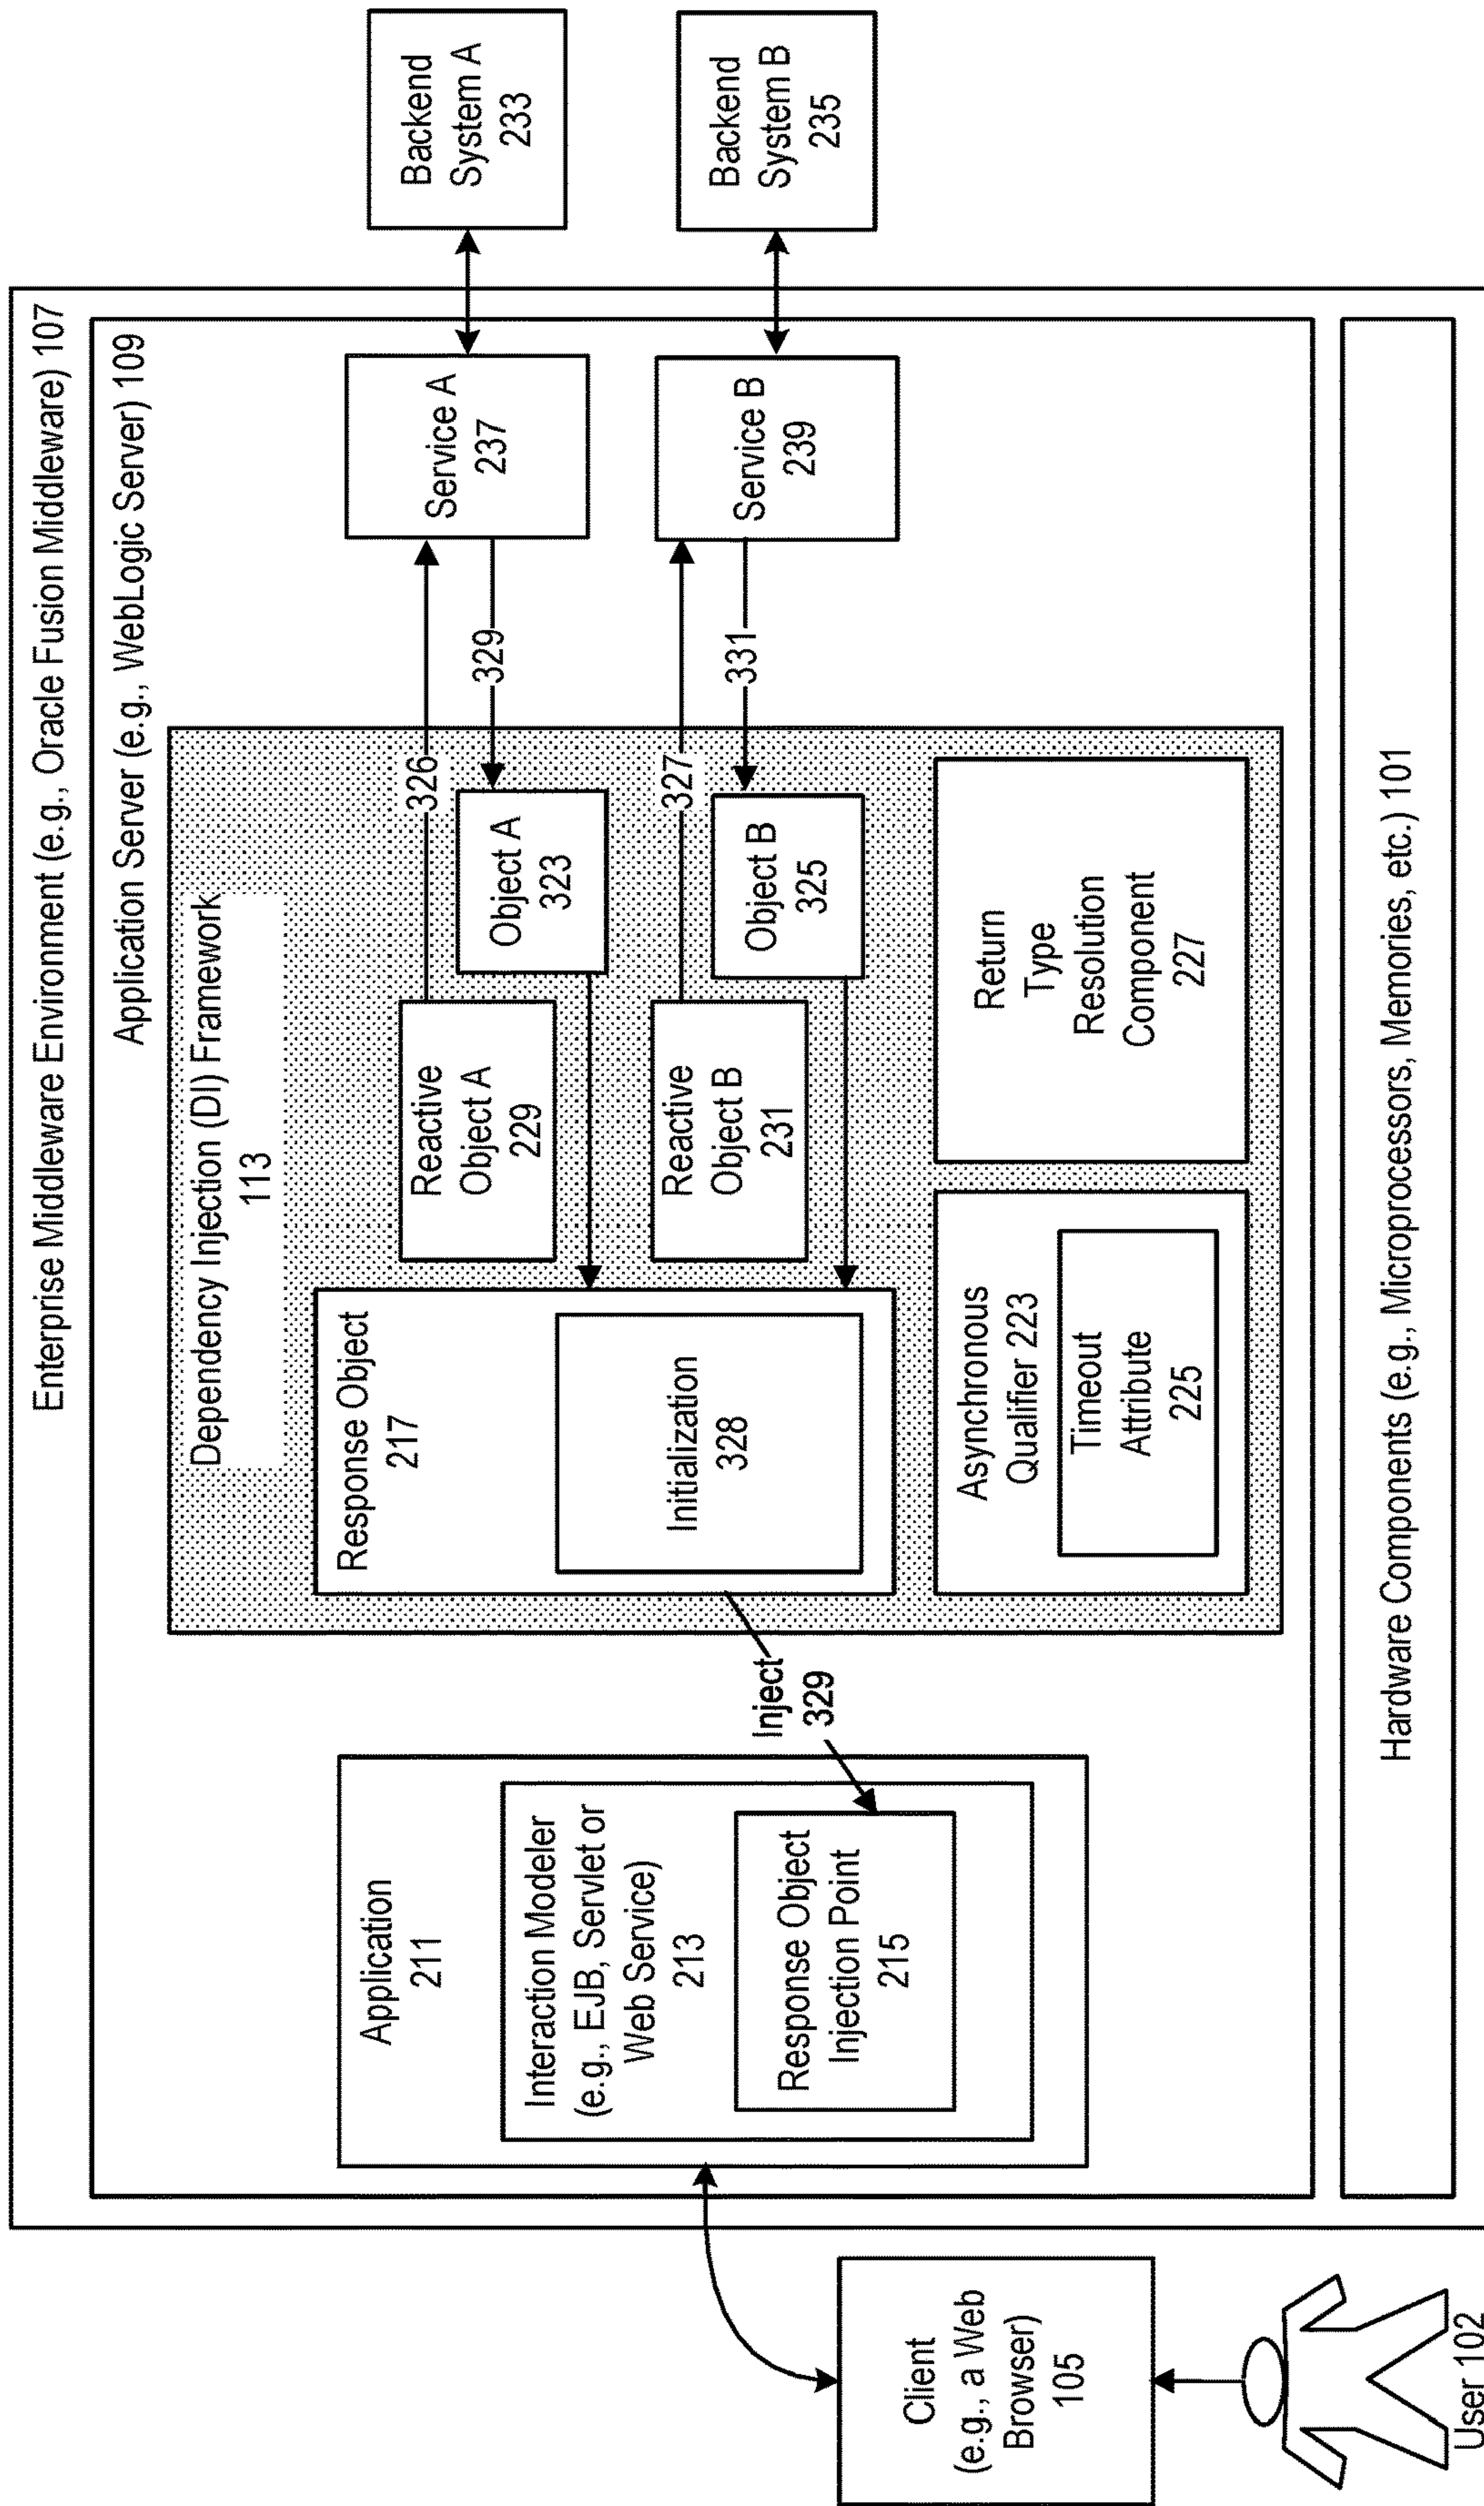 Enterprise Middleware Environment (e.g., Oracle Fusion Middleware) 107
Application Server (e.g., WebLogic Server) 109
Dependency Injection (DI) Framework
113
Application
211
Interaction Modeler
(e.g., EJB, Servlet or
Web Service)
213
Response Object
Injection Point
215
Inject
329
Response Object
217
Initialization
328
Reactive
Object A
229
Reactive
Object B
231
326
Object A
323
327
Object B
325
329
331
Service A
237
Service B
239
Backend
System A
233
Backend
System B
235
Asynchronous
Qualifier 223
Timeout
Attribute
225
Return
Type
Resolution
Component
227
Client
(e.g., a Web
Browser)
105
User 102
Hardware Components (e.g., Microprocessors, Memories, etc.) 101